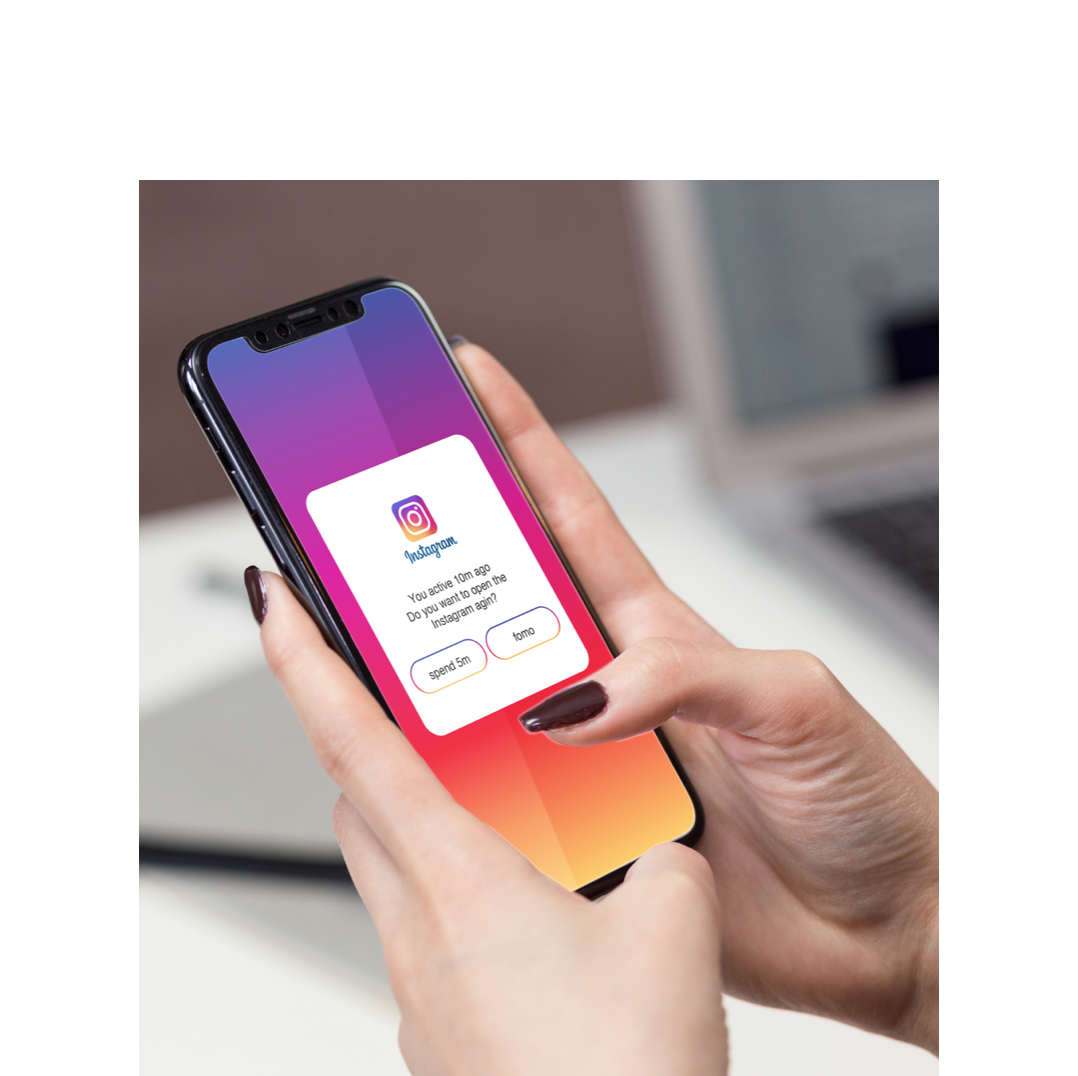 Instagram
You active 10m ago
Do you want to open the
Instagram agin?
spend 5m
fomo